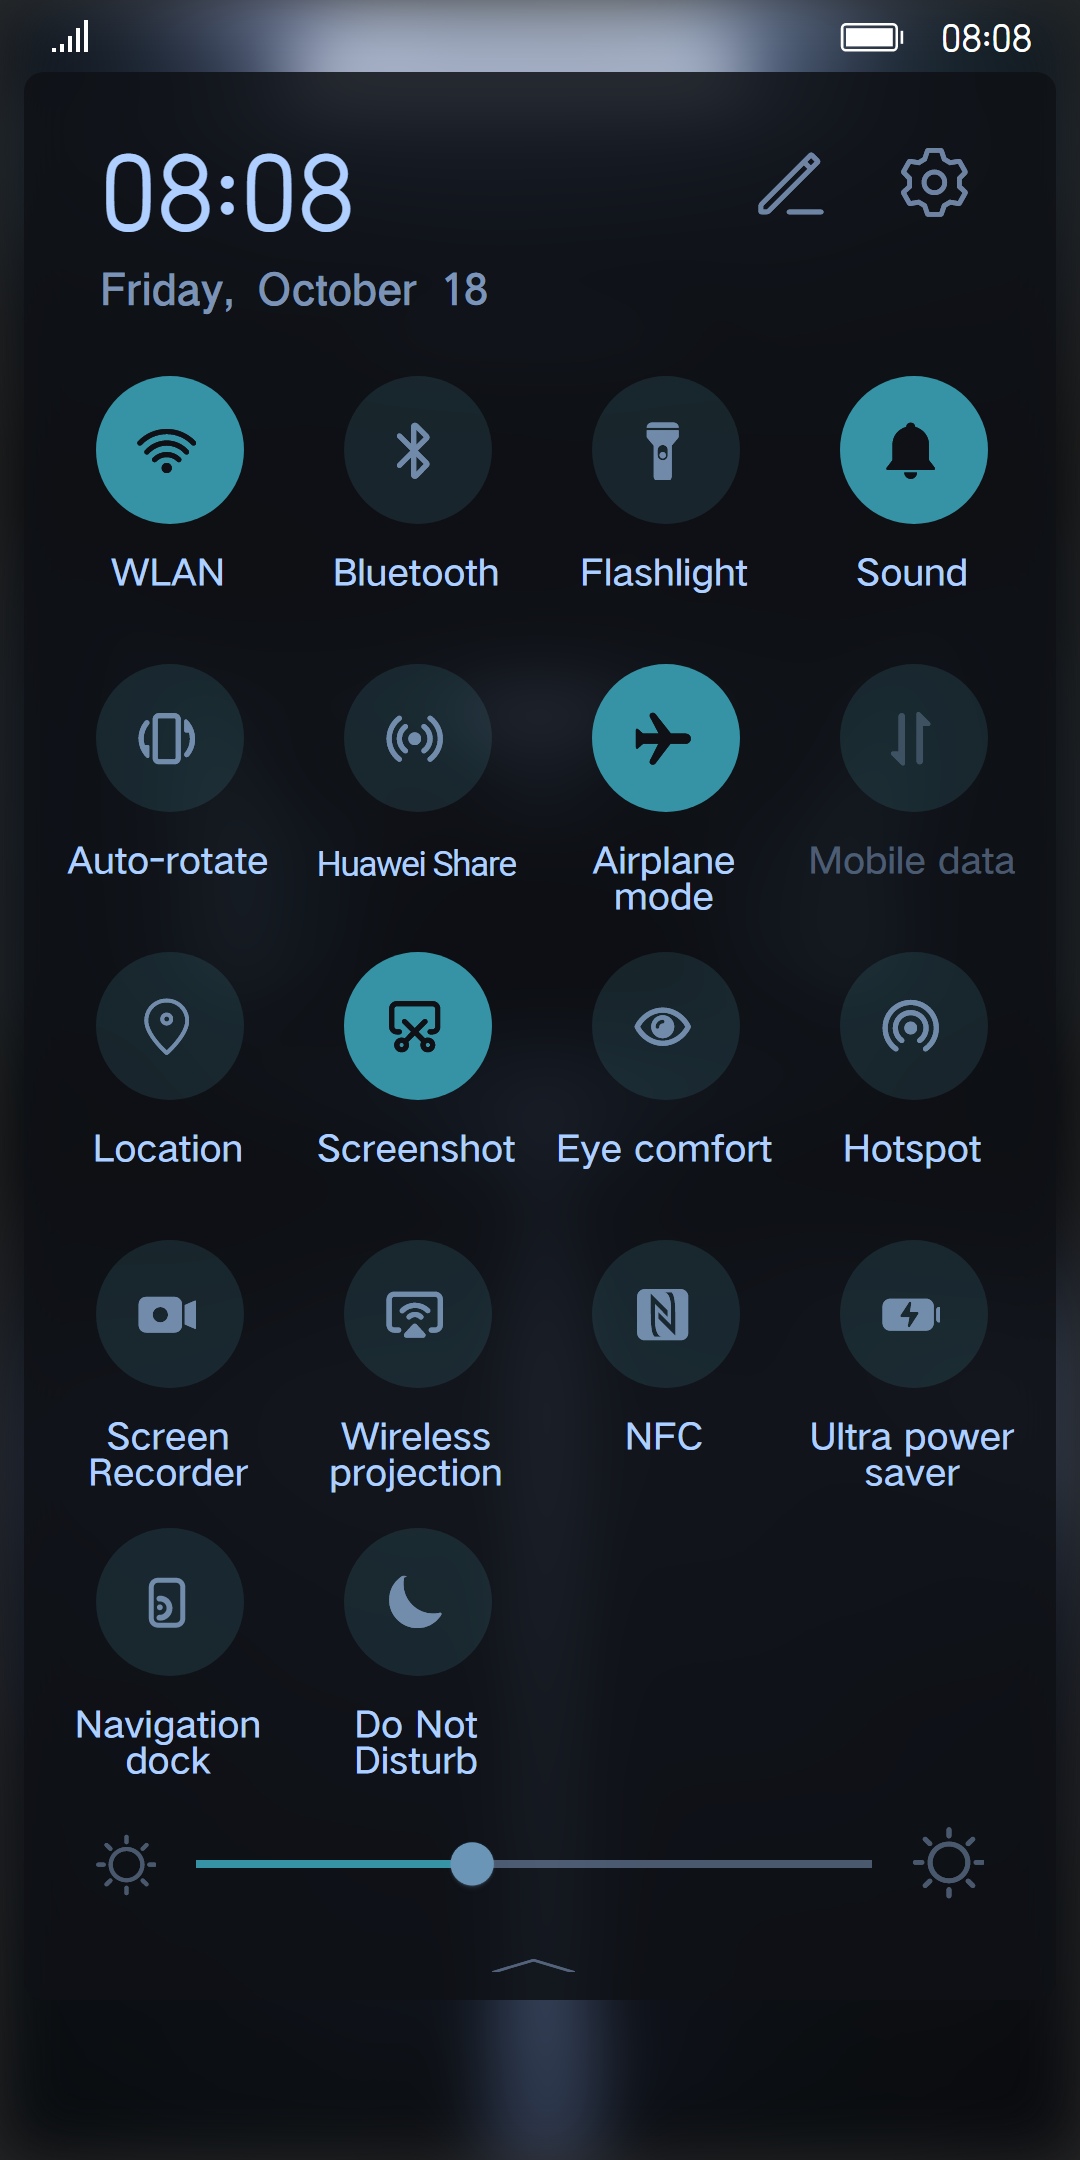 08:08
08:08
Friday, October 18
WLAN
Bluetooth
Flashlight
Sound
Auto-rotate
Huawei Share
Airplane
mode
Mobile data
Location
Screenshot
Eye comfort
Hotspot
Screen
Recorder
Wireless
projection
NFC
Ultra power
saver
Navigation
dock
Do Not
Disturb